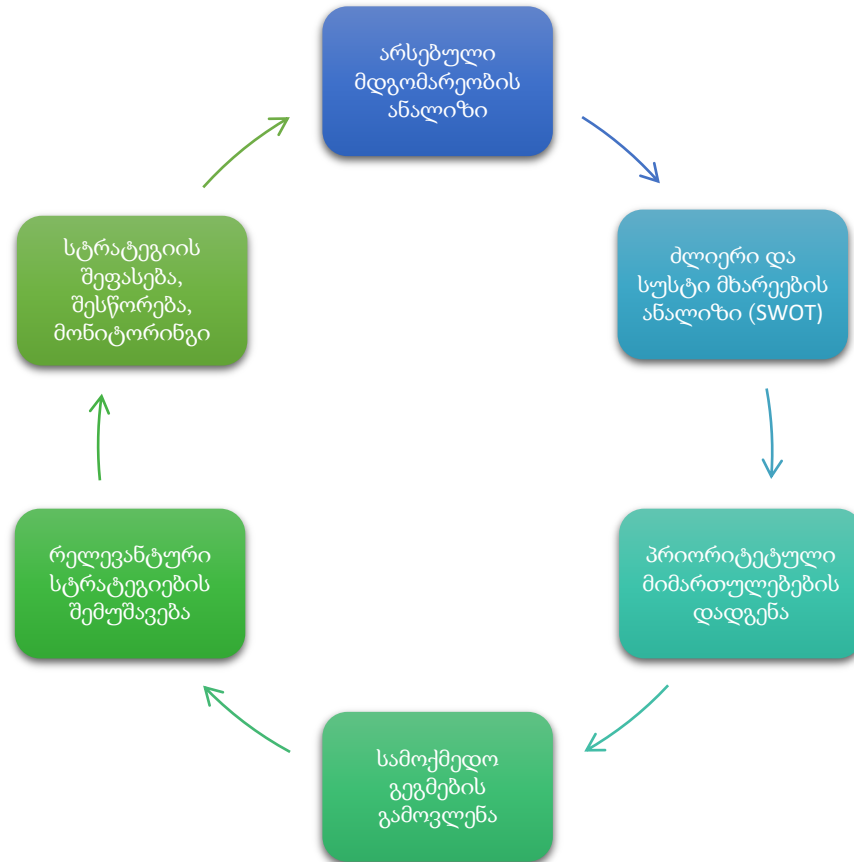 არსებული
მდგომარეობის
ანალიზი
ძლიერი და
სუსტი მხარეების
ანალიზი (SWOT)
პრიორიტეტული
მიმართულებების
დადგენა
სამოქმედო
გეგმების
გამოვლენა
რელევანტური
სტრატეგიების
შემუშავება
სტრატეგიის
შეფასება,
შესწორება,
მონიტორინგი